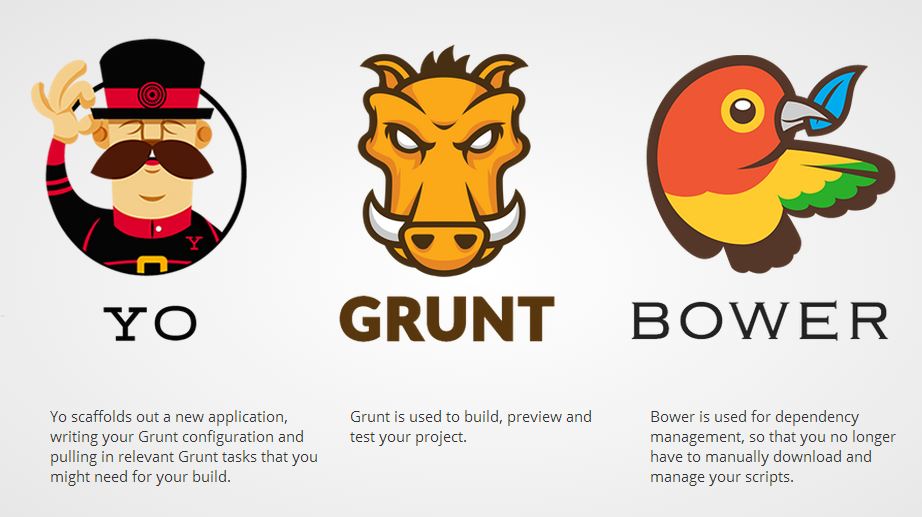 Y
YO
GRUNT
BOWER
Yo scaffolds out a new application,
writing your Grunt configuration and
pulling in relevant Grunt tasks that you
might need for your build.
Grunt is used to build, preview and
test your project.
Bower is used for dependency
management, so that you no longer
have to manually download and
manage your scripts.